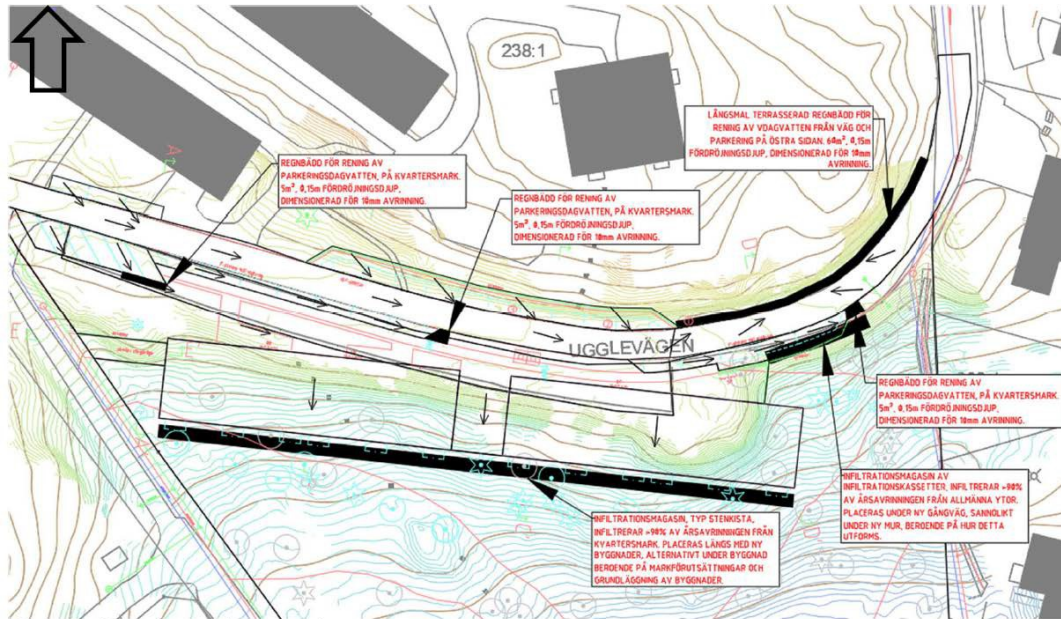 238:1
LÅNGSMAL TERRASSERAD REGNBÄDD FÖR
RENING AV VDAGVATTEN FRÅN VÄG OCH
PARKERING PÅ ÖSTRA SIDAN. 60m², 0,15m
FÖRDRÖJNINGSDJUP, DIMENSIONERAD FÖR 10mm
AVRINNING.
REGNBÄDD FÖR RENING AV
PARKERINGSDAGVATTEN, PÅ KVARTERSMARK.
5m², 0,15m FÖRDRÖJNINGSDJUP,
DIMENSIONERAD FÖR 10mm AVRINNING.
REGNBÄDD FÖR RENING AV
PARKERINGSDAGVATTEN, PÅ KVARTERSMARK.
5m², 0,15m FÖRDRÖJNINGSDJUP,
DIMENSIONERAD FÖR 10mm AVRINNING.
UGGLEVÄGEN
REGNBÄDD FÖR RENING AV
PARKERINGSDAGVATTEN, PÅ KVARTERSMARK.
5m², 0,15m FÖRDRÖJNINGSDJUP,
DIMENSIONERAD FÖR 10mm AVRINNING.
INFILTRATIONSMAGASIN AV
INFILTRATIONSKASSETTER, INFILTRERAR >90%
AV ÅRSAVRINNINGEN FRÅN ALLMÄNNA YTOR.
PLACERAS UNDER NY GÅNGVÄG, SANNOLIKT
UNDER NY MUR, BEROENDE PÅ HUR DETTA
UTFORMS.
INFILTRATIONSMAGASIN, TYP STENKISTA,
INFILTRERAR >90% AV ÅRSAVRINNINGEN FRÅN
KVARTERSMARK. PLACERAS LÄNGS MED NY
BYGGNADER, ALTERNATIVT UNDER BYGGNAD
BEROENDE PÅ MARKFÖRUTSÄTTNINGAR OCH
GRUNDLÄGGNING AV BYGGNADER.